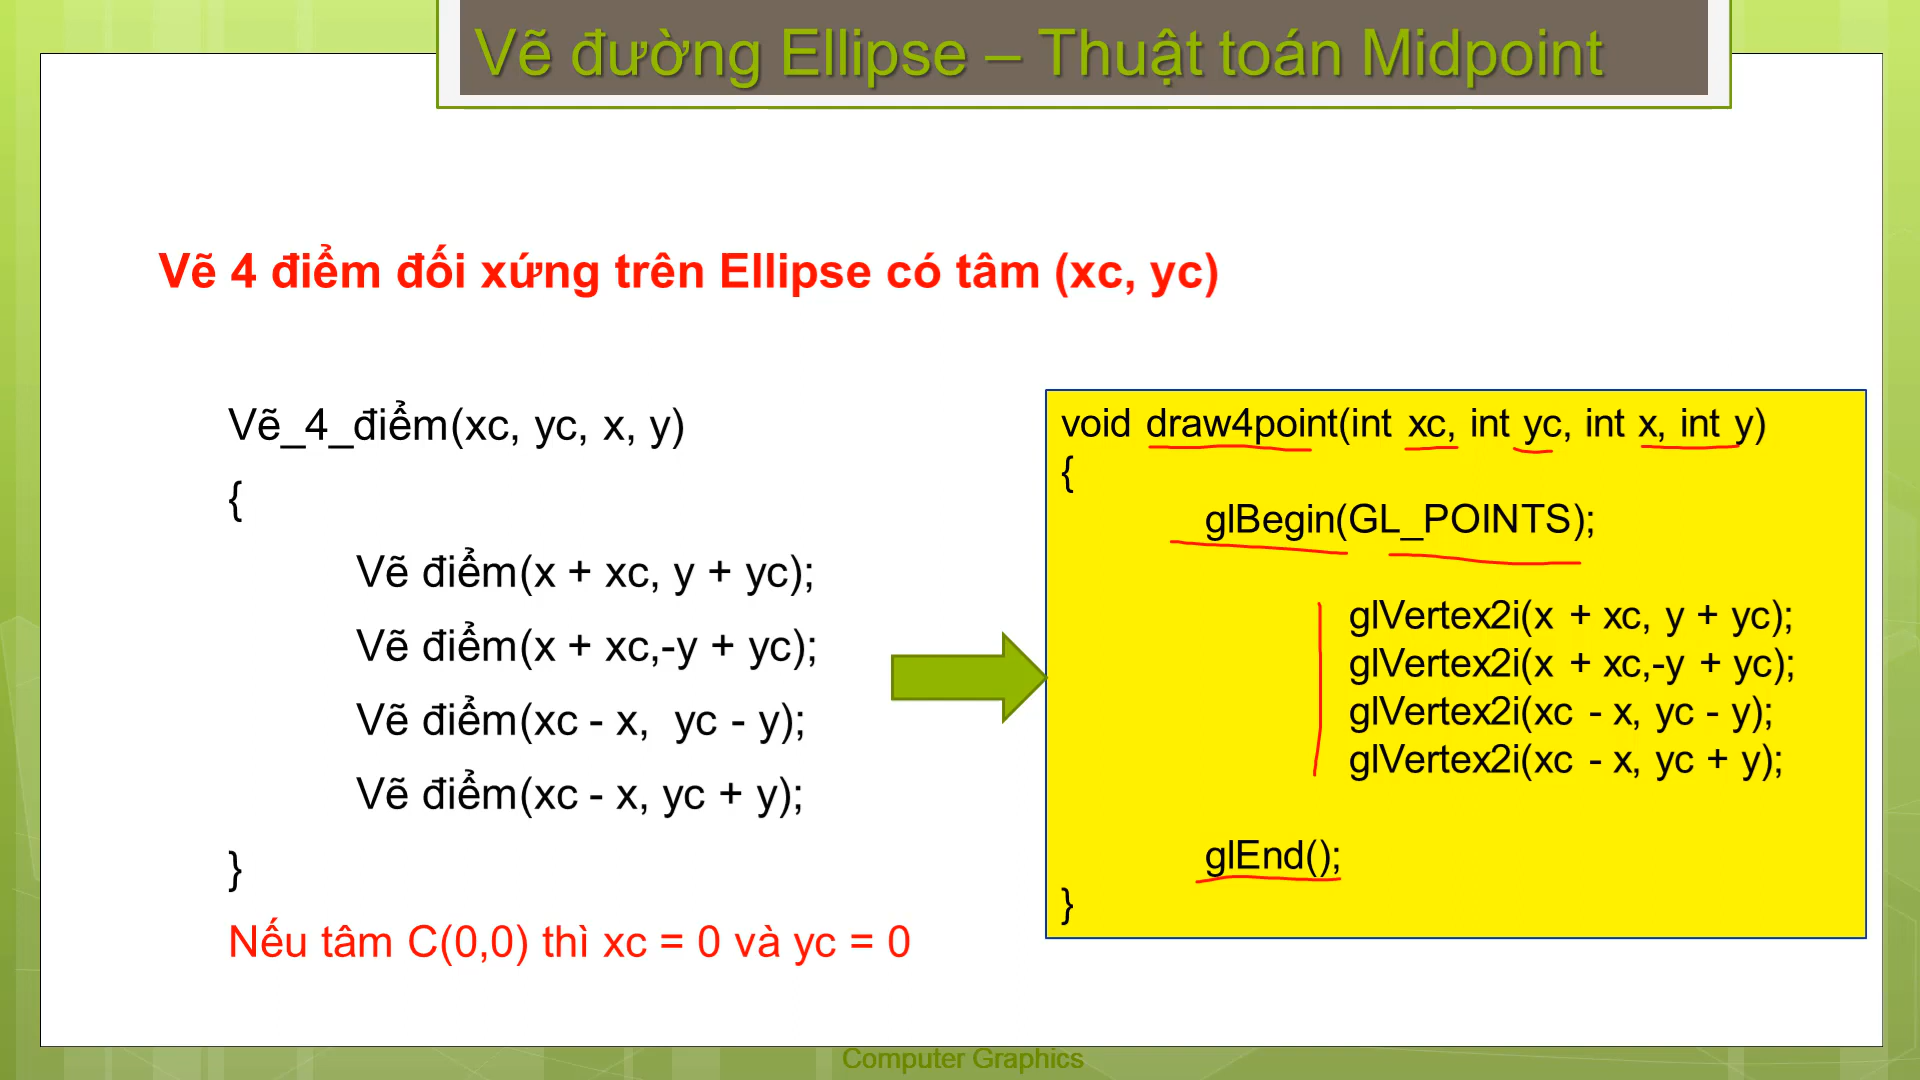 Vẽ đường Ellipse – Thuật toán Midpoint
Vẽ 4 điểm đối xứng trên Ellipse có tâm (xc, yc)
Vẽ_4_điểm(xc, yc, x, y)
{
Vẽ điểm(x + xc, y + yc);
Vẽ điểm(x + xc,-y + yc);
Vẽ điểm(xc - x,  yc - y);
Vẽ điểm(xc - x, yc + y);
}
Nếu tâm C(0,0) thì xc = 0 và yc = 0
void draw4point(int xc, int yc, int x, int y)
{
glBegin(GL_POINTS);
glVertex2i(x + xc, y + yc);
glVertex2i(x + xc,-y + yc);
glVertex2i(xc - x, yc - y);
glVertex2i(xc - x, yc + y);
glEnd();
}
Computer Graphics